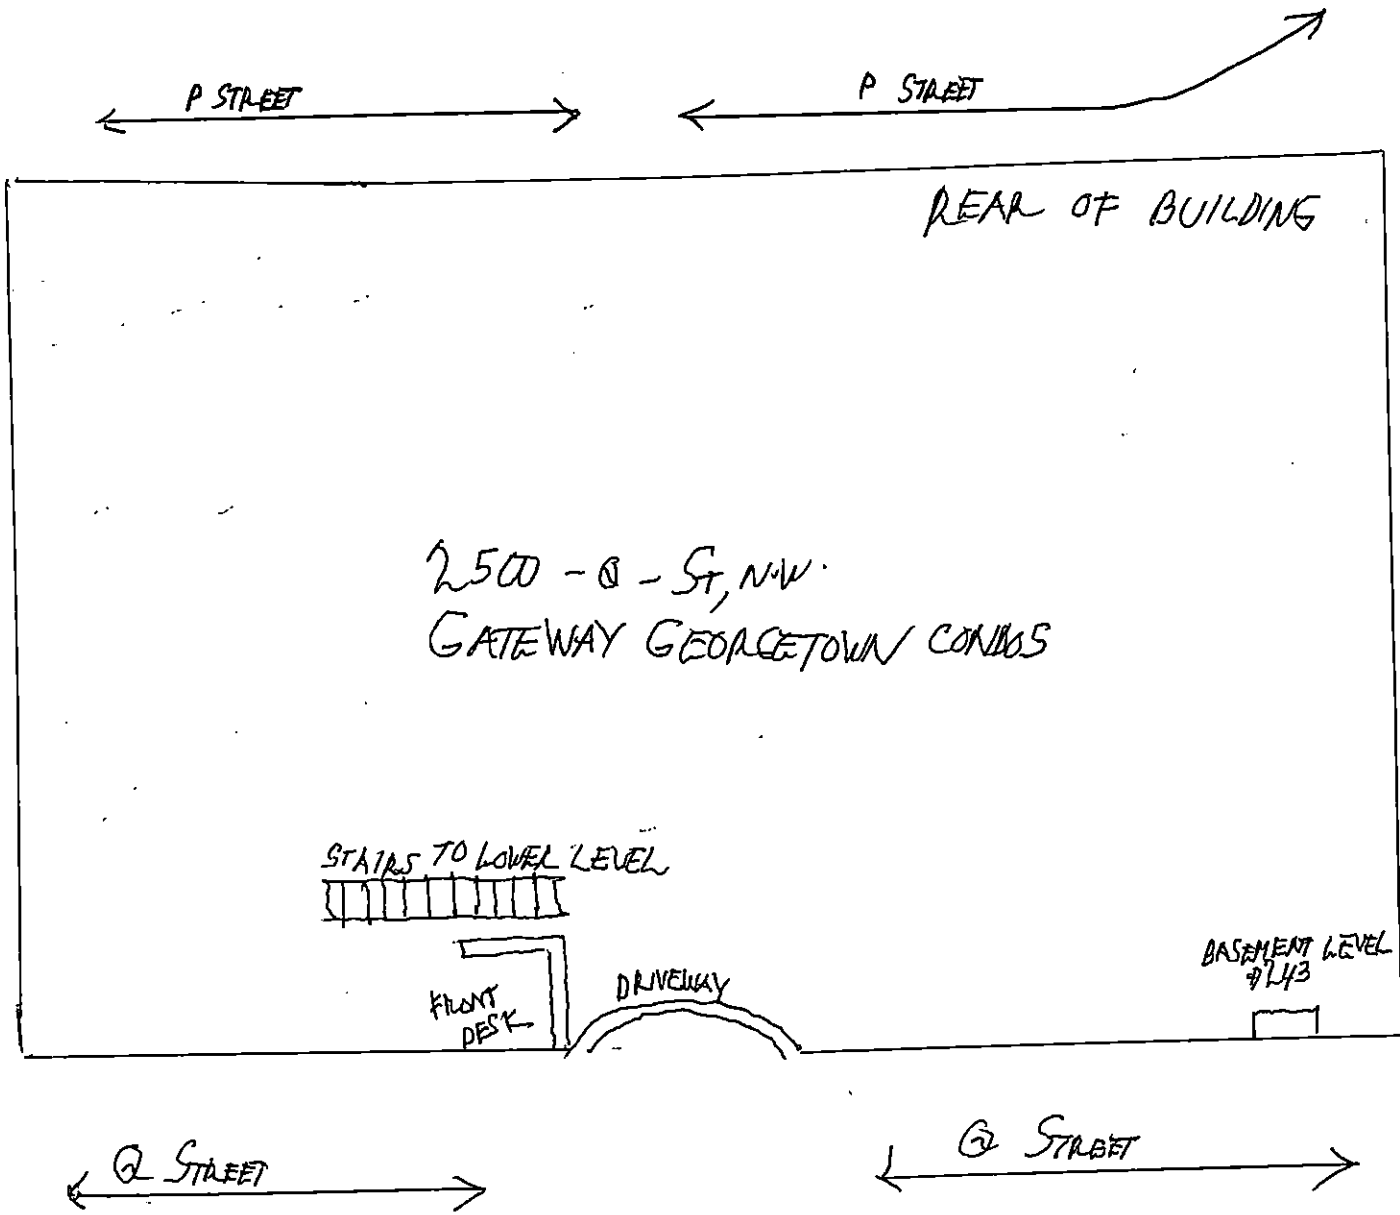 P STREET
P STREET
REAR OF BUILDING
2500 - Q - ST, N.W.
GATEWAY GEORGETOWN CONDOS
STAIRS TO LOWER LEVEL
FRONT
DESK
DRIVEWAY
BASEMENT LEVEL
#243
Q STREET
Q STREET